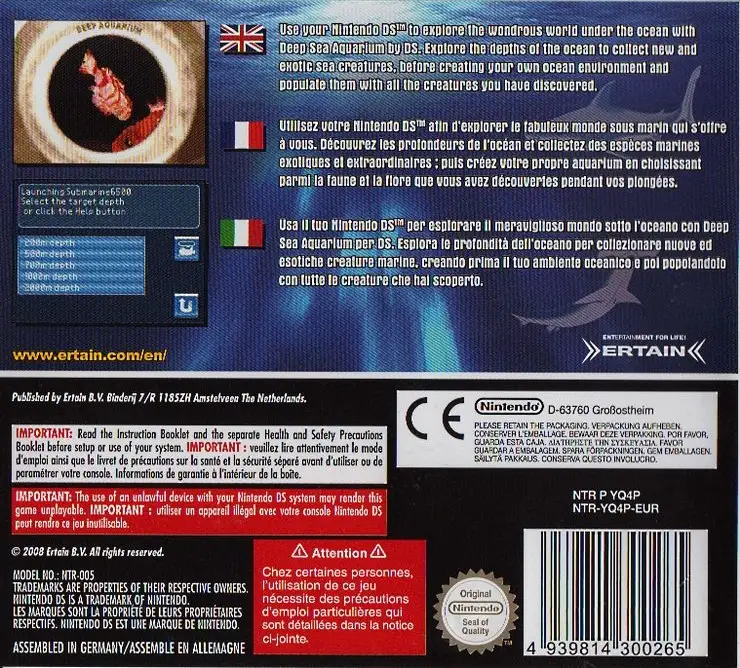 DEEP AQUARIUM
Use your Nintendo DS™ to explore the wondrous world under the ocean with
Deep Sea Aquarium by DS. Explore the depths of the ocean to collect new and
exotic sea creatures, before creating your own ocean environment and
populate them with all the creatures you have discovered.
Utilisez votre Nintendo DS™ afin d'explorer le fabuleux monde sous marin qui s'offre
à vous. Découvrez les profondeurs de l'océan et collectez des espèces marines
exotiques et extraordinaires ; puis créez votre propre aquarium en choisissant
parmi la faune et la flore que vous avez découvertes pendant vos plongées.
Launching Submarine6500
Select the target depth
or click the Help button
200m depth
500m depth
700m depth
1000m depth
2000m depth
Usa il tuo Nintendo DS™ per esplorare il meraviglioso mondo sotto l'oceano con Deep
Sea Aquarium per DS. Esplora le profondità dell'oceano per collezionare nuove ed
esotiche creature marine, creando prima il tuo ambiente oceanico e poi popolandolo
con tutte le creature che hai scoperto.
www.ertain.com/en/
ENTERTAINMENT FOR LIFE!
ERTAIN
Published by Ertain B.V. Binderij 7/R 1185ZH Amstelveen The Netherlands.
CE
Nintendo D-63760 Großostheim
PLEASE RETAIN THE PACKAGING. VERPACKUNG AUFHEBEN.
CONSERVER L'EMBALLAGE. BEWAAR DEZE VERPAKKING. POR FAVOR,
GUARDA ESTA CAJA. ΔΙΑΤΗΡΗΣΤΕ ΤΗΝ ΣΥΣΚΕΥΑΣΙΑ. FAVOR
GUARDAR A EMBALAGEM. SPARA FÖRPACKNINGEN. GEM EMBALLAGEN.
SÄILYTÄ PAKKAUS. CONSERVA QUESTO INVOLUCRO.
IMPORTANT: Read the Instruction Booklet and the separate Health and Safety Precautions
Booklet before setup or use of your system. IMPORTANT : veuillez lire attentivement le mode
d'emploi ainsi que le livret de précautions sur la santé et la sécurité séparé avant d'utiliser ou de
paramétrer votre console. Informations de garantie à l'intérieur de la boîte.
IMPORTANT: The use of an unlawful device with your Nintendo DS system may render this
game unplayable. IMPORTANT : utiliser un appareil illégal avec votre console Nintendo DS
peut rendre ce jeu inutilisable.
NTR P YQ4P
NTR-YQ4P-EUR
© 2008 Ertain B.V. All rights reserved.
MODEL NO.: NTR-005
TRADEMARKS ARE PROPERTIES OF THEIR RESPECTIVE OWNERS.
NINTENDO DS IS A TRADEMARK OF NINTENDO.
LES MARQUES SONT LA PROPRIÉTÉ DE LEURS PROPRIÉTAIRES
RESPECTIFS. NINTENDO DS EST UNE MARQUE DE NINTENDO.
ASSEMBLED IN GERMANY/ASSEMBLE EN ALLEMAGNE
⚠ Attention ⚠
Chez certaines personnes,
l'utilisation de ce jeu
nécessite des précautions
d'emploi particulières qui
sont détaillées dans la notice
ci-jointe.
Original
Nintendo
Seal of
Quality
TM
4 939814 300265